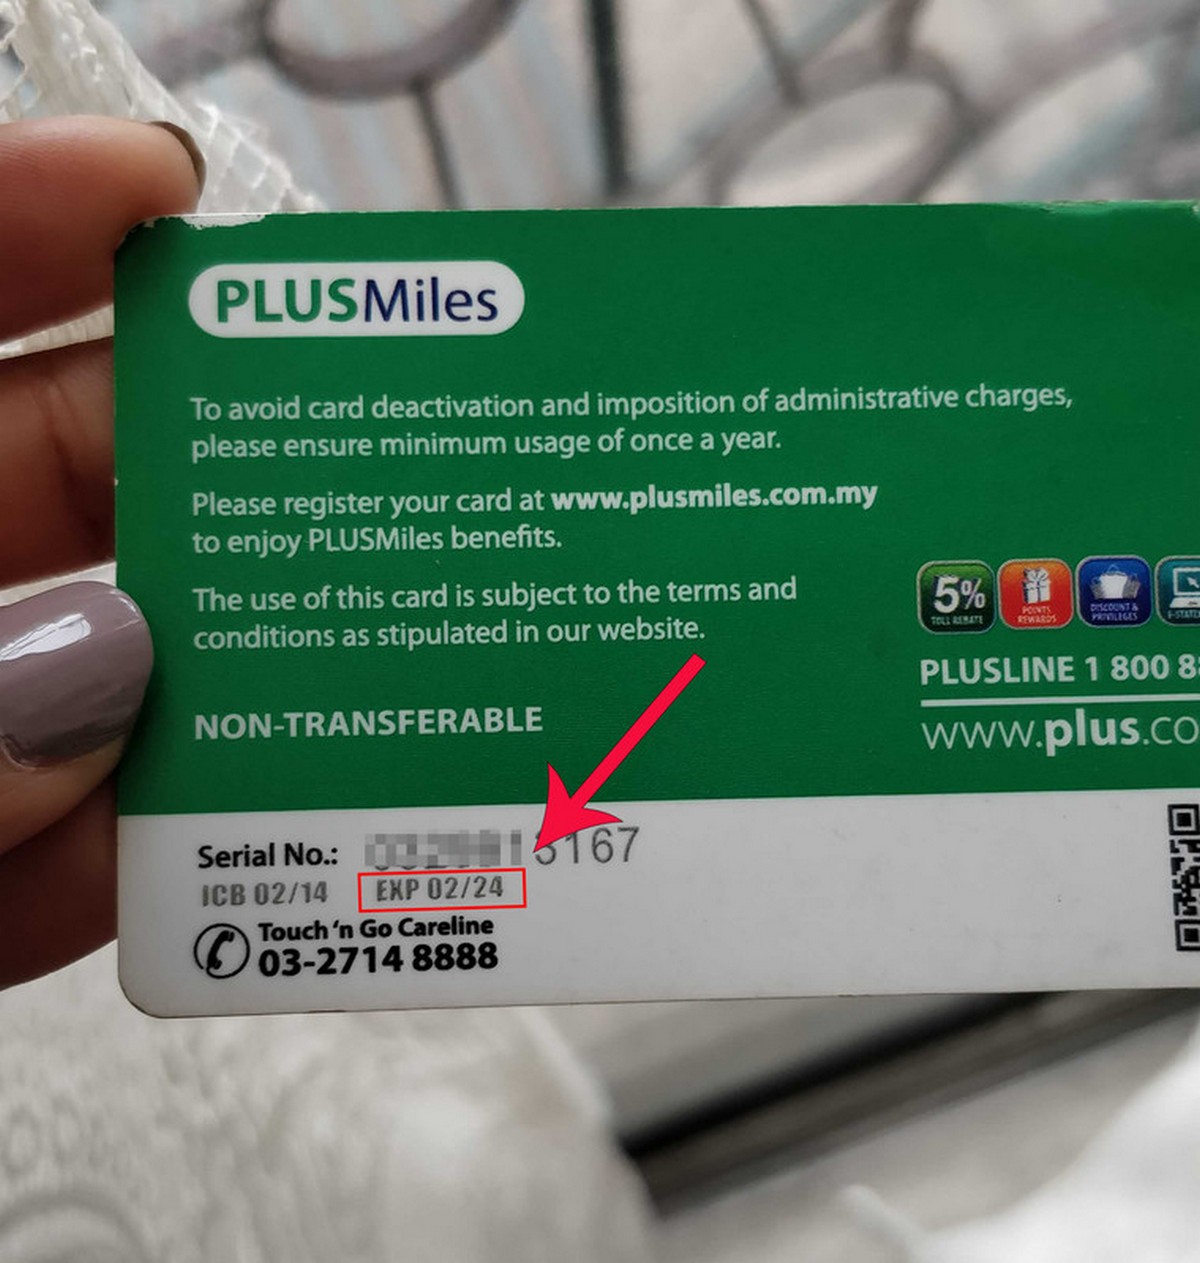 PLUSMiles
To avoid card deactivation and imposition of administrative charges,
please ensure minimum usage of once a year.
Please register your card at www.plusmiles.com.my
to enjoy PLUSMiles benefits.
The use of this card is subject to the terms and
conditions as stipulated in our website.
5%
TOLL REBATE
POINTS
REWARDS
DISCOUNT &
PRIVILEGES
PLUSLINE 1 800 8
www.plus.co
NON-TRANSFERABLE
Serial No.: 3167
ICB 02/14 EXP 02/24
Touch 'n Go Careline
03-2714 8888